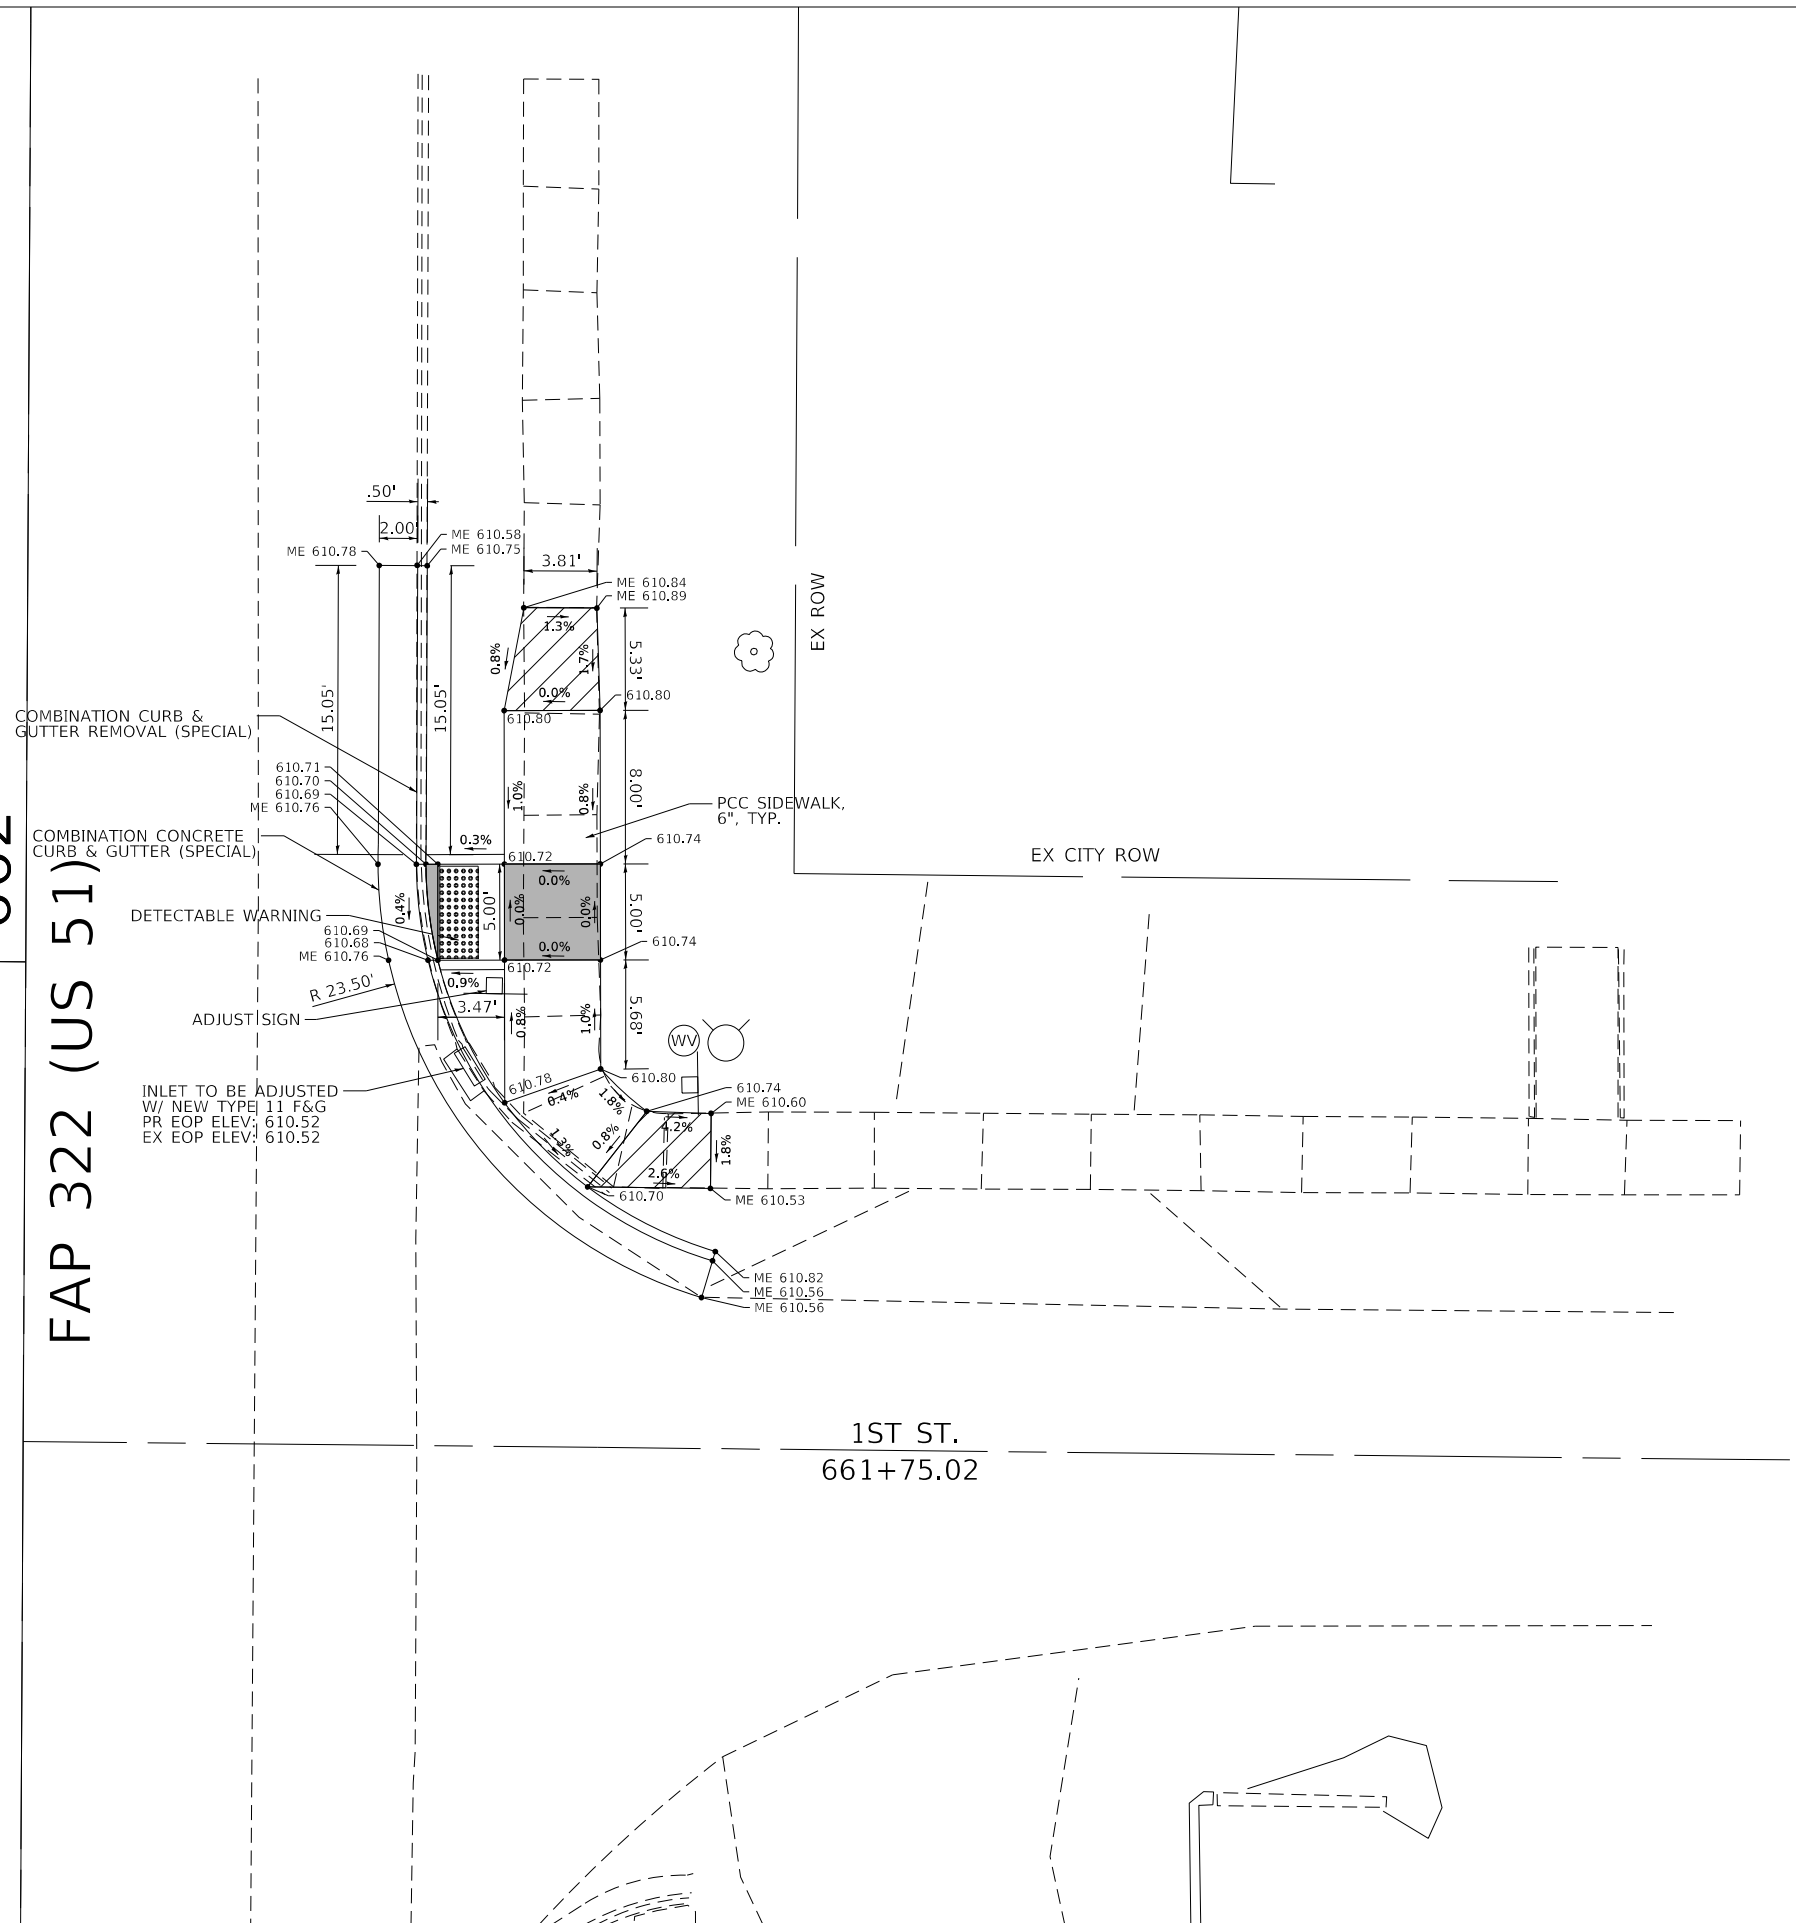 .50'
2.00'
ME 610.58
ME 610.75
ME 610.78
3.81'
ME 610.84
ME 610.89
1.3%
0.8%
1.7%
5.33'
0.0%
610.80
610.80
EX ROW
15.05'
15.05'
COMBINATION CURB &
GUTTER REMOVAL (SPECIAL)
610.71
610.70
610.69
ME 610.76
1.0%
0.8%
8.00'
PCC SIDEWALK,
6", TYP.
COMBINATION CONCRETE
CURB & GUTTER (SPECIAL)
0.3%
610.72
610.74
EX CITY ROW
0.0%
0.4%
5.00'
0.0%
0.0%
5.00'
DETECTABLE WARNING
610.69
610.68
ME 610.76
0.0%
610.74
610.72
R 23.50'
0.9%
3.47'
ADJUST SIGN
0.8%
1.0%
5.68'
WV
INLET TO BE ADJUSTED
W/ NEW TYPE 11 F&G
PR EOP ELEV: 610.52
EX EOP ELEV: 610.52
610.78
610.80
0.4%
1.8%
610.74
ME 610.60
4.2%
0.8%
1.3%
1.8%
2.6%
610.70
ME 610.53
ME 610.82
ME 610.56
ME 610.56
FAP 322 (US 51)
1ST ST.
661+75.02